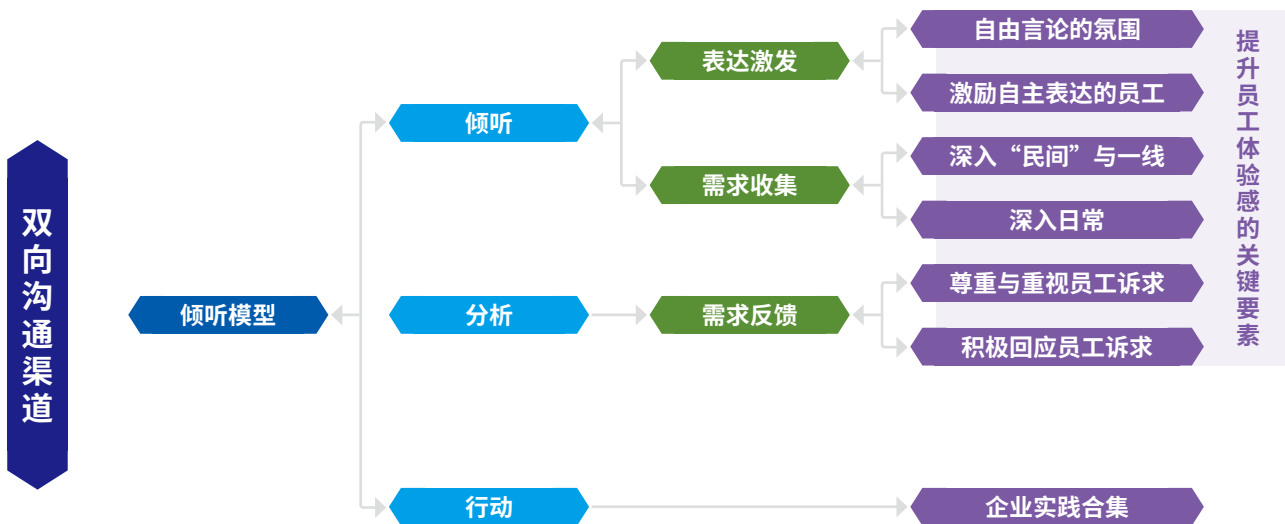 双向沟通渠道
倾听模型
倾听
分析
行动
表达激发
需求收集
需求反馈
自由言论的氛围
激励自主表达的员工
深入“民间”与一线
深入日常
尊重与重视员工诉求
积极回应员工诉求
企业实践合集
提升员工体验感的关键要素